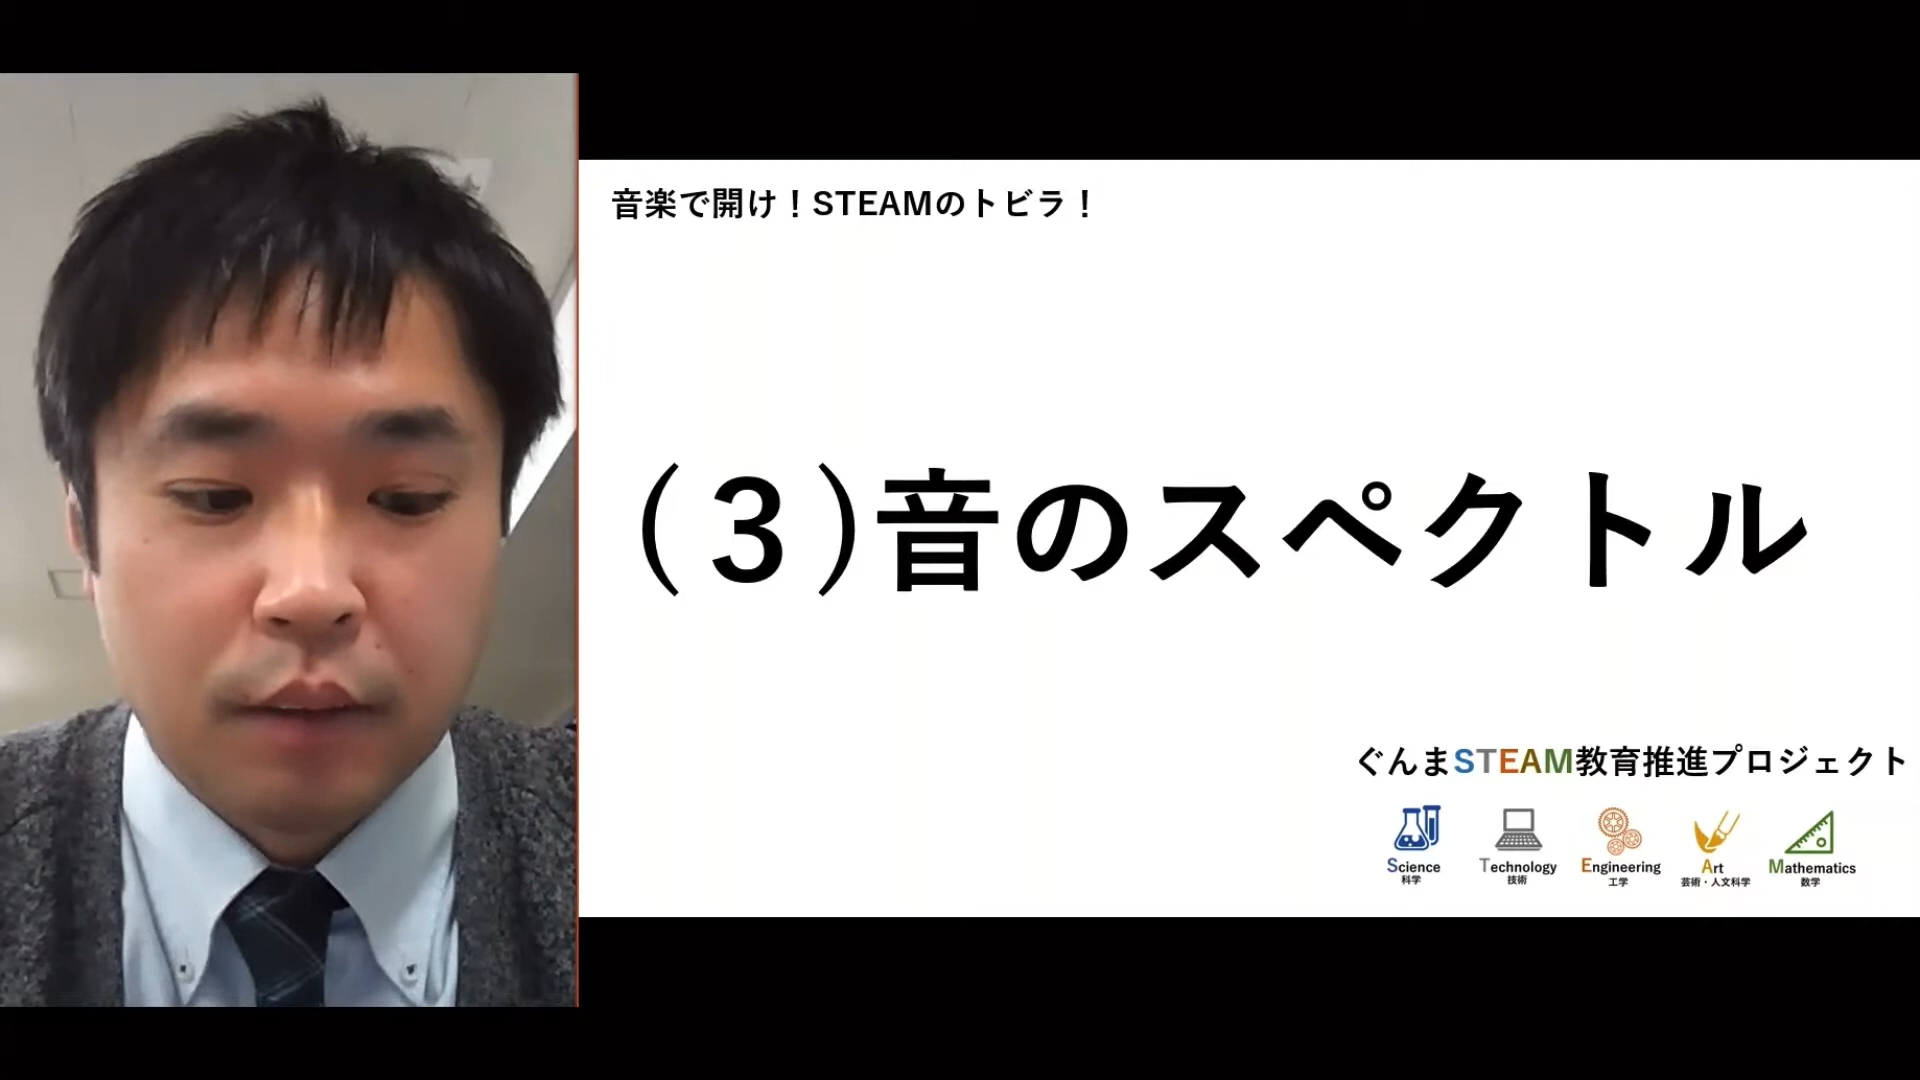 音楽で開け！STEAMのトビラ！
(３)音のスペクトル
ぐんまSTEAM教育推進プロジェクト
Science Technology Engineering Art Mathematics
科学 技術 工学 芸術・人文科学 数学